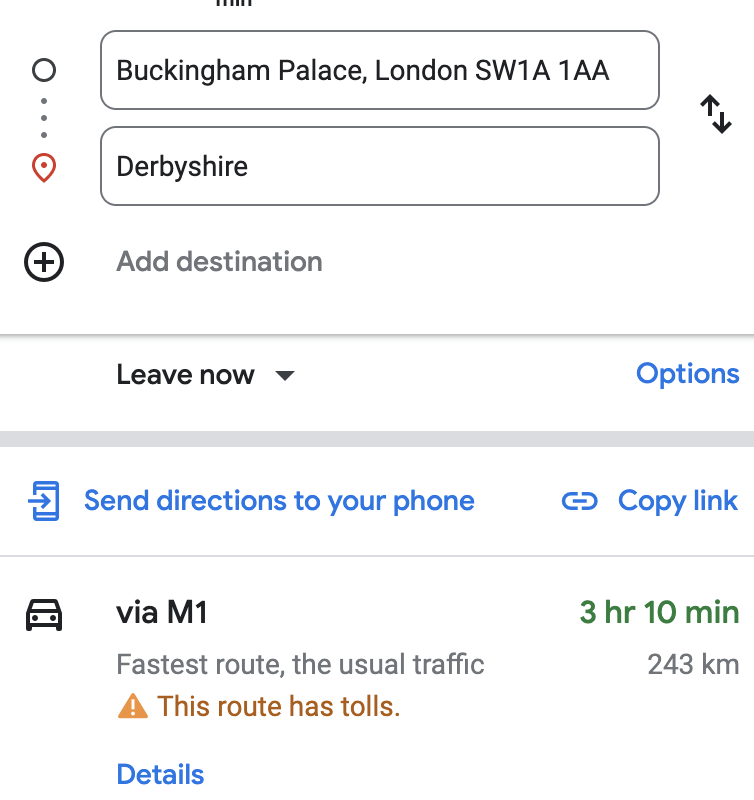 min
Buckingham Palace, London SW1A 1AA
Derbyshire
Add destination
Leave now
Options
Send directions to your phone
Copy link
via M1
3 hr 10 min
Fastest route, the usual traffic
243 km
This route has tolls.
Details